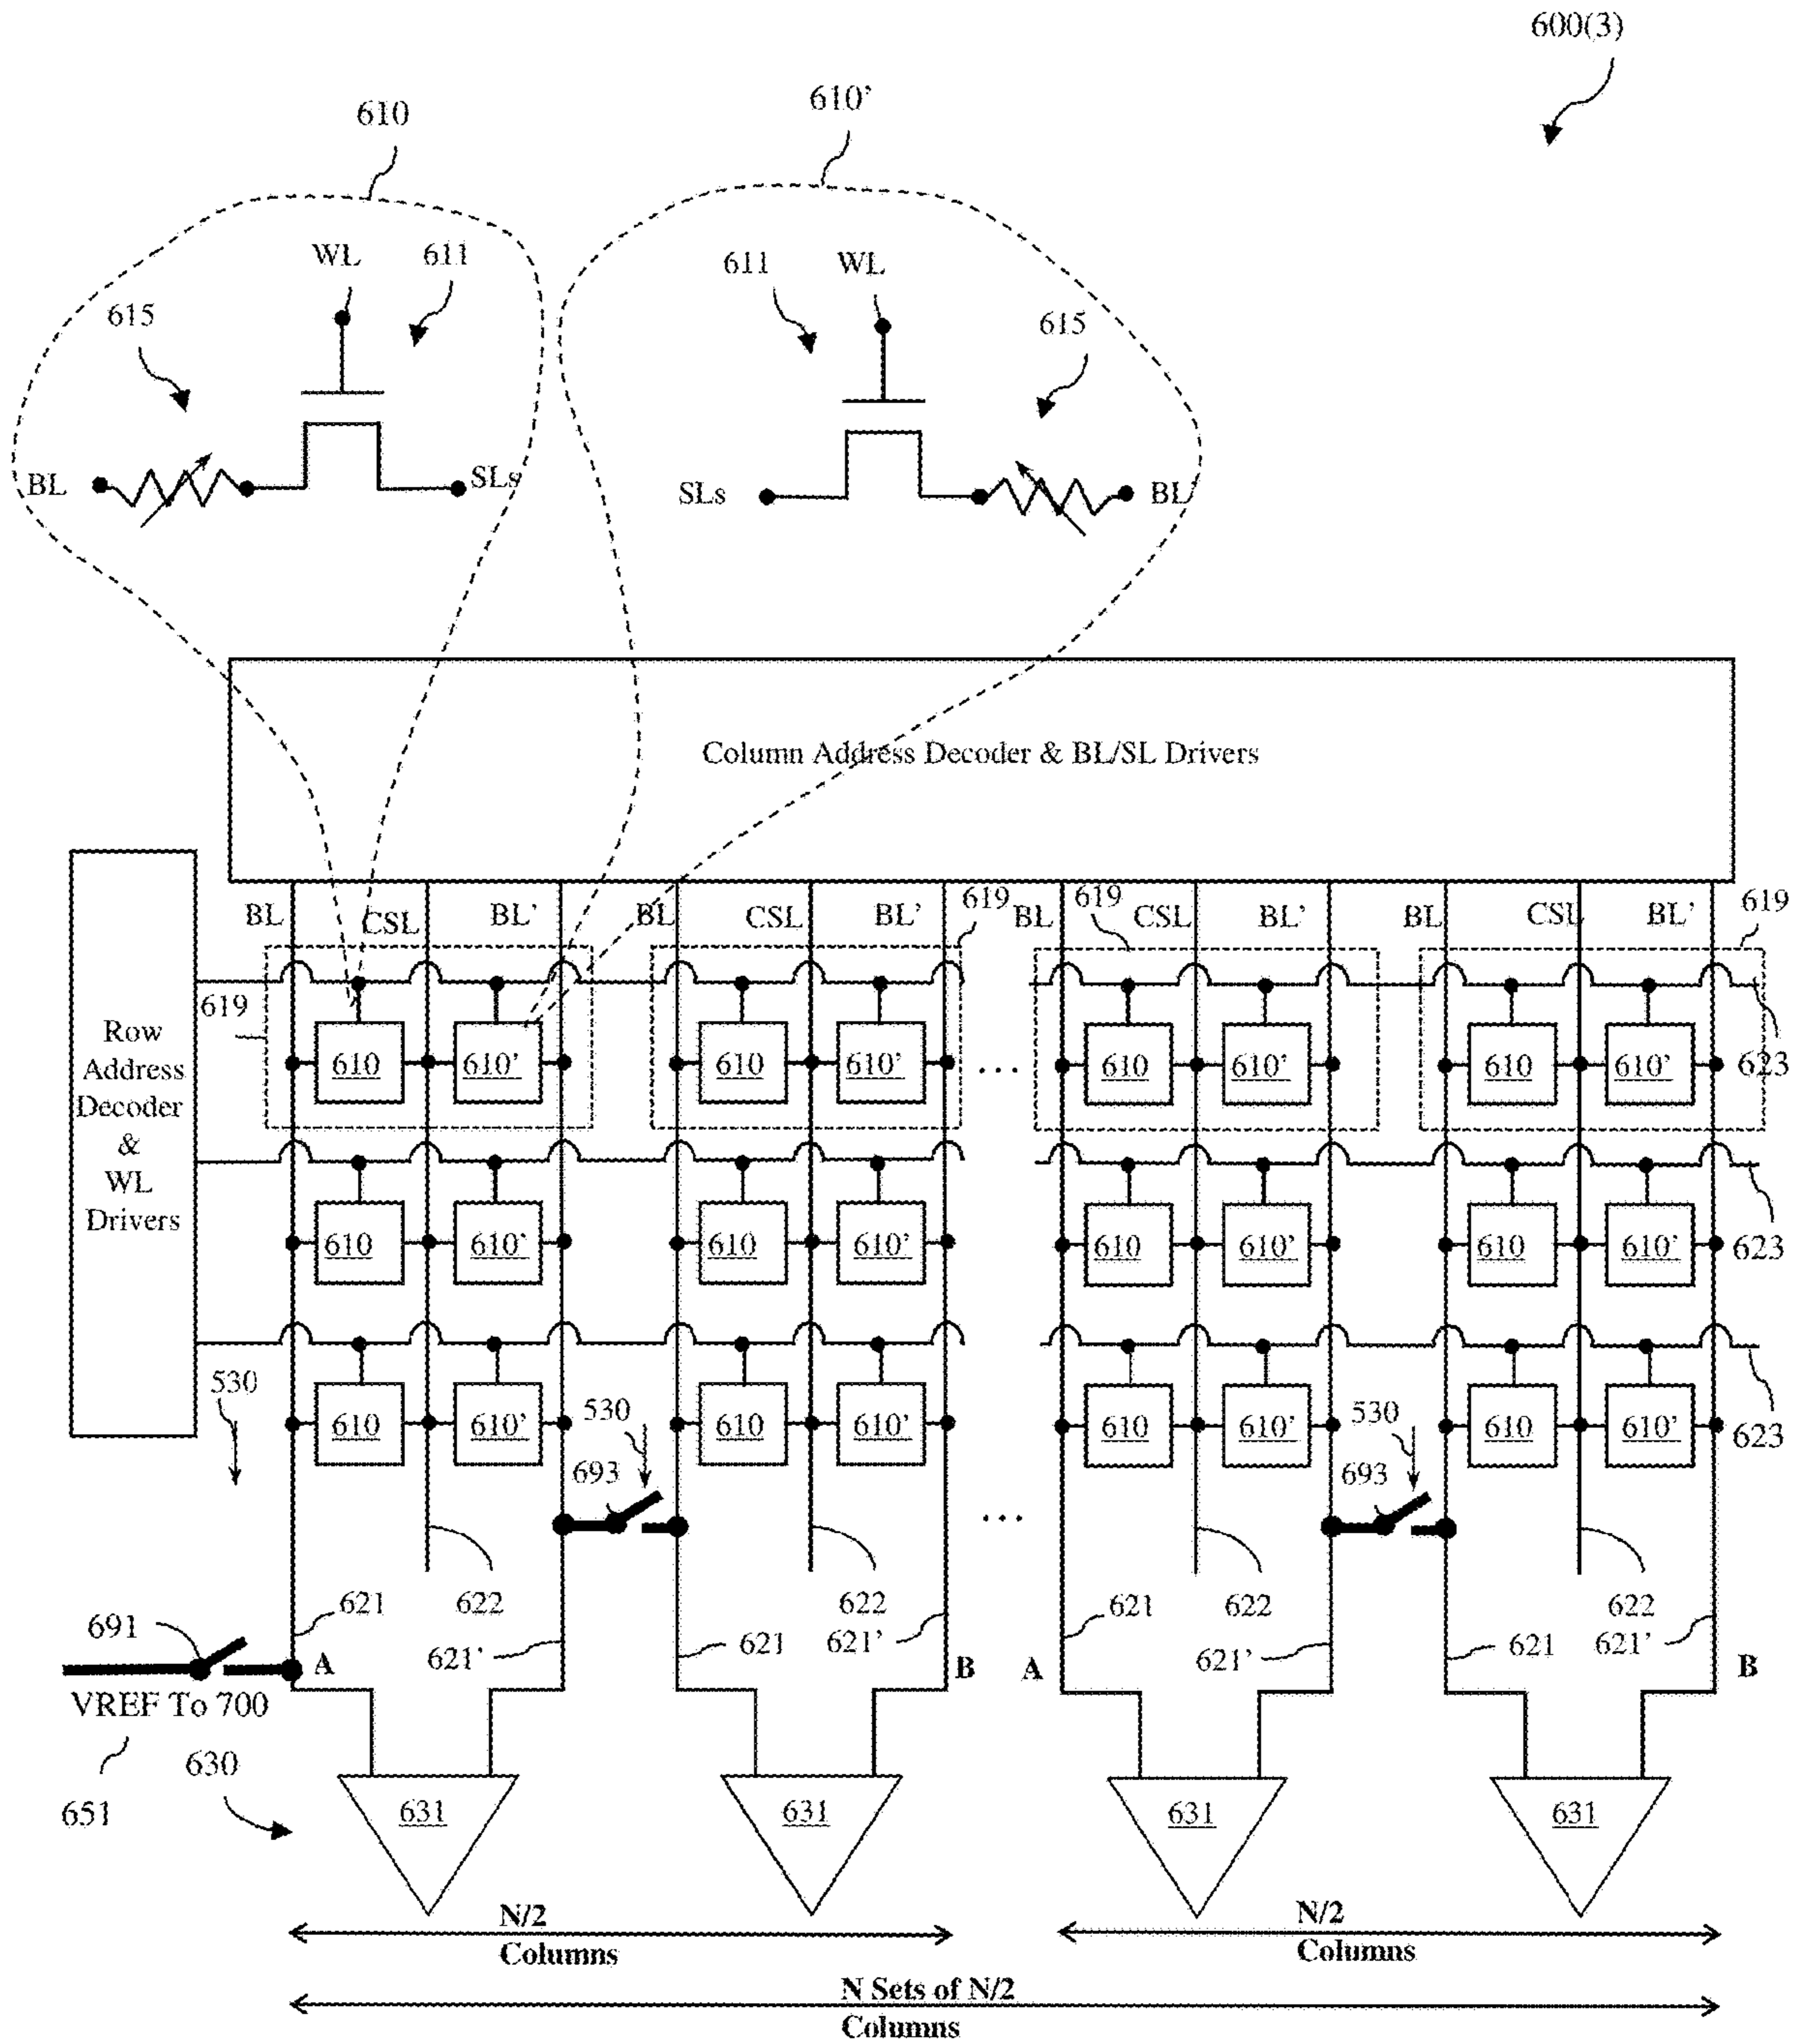 600(3)
610 610’
WL 611 611 WL
615 615
BL SLs SLs BL’
Column Address Decoder & BL/SL Drivers
BL CSL BL’ BL CSL BL’ 619 BL 619 CSL BL’ BL CSL BL’ 619
619
Row
Address
Decoder
&
WL
Drivers
610 610’ 610 610’ ... 610 610’ 610 610’ 623
610 610’ 610 610’ 610 610’ 610 610’ 623
530 530 530
610 610’ 610 610’ 610 610’ 610 610’ 623
693 693
...
621 622 622 621 622 622
691 621’ 621 621’ 621’ 621 621’
A B A B
VREF To 700
630
651
631 631 631 631
N/2 N/2
Columns Columns
N Sets of N/2
Columns